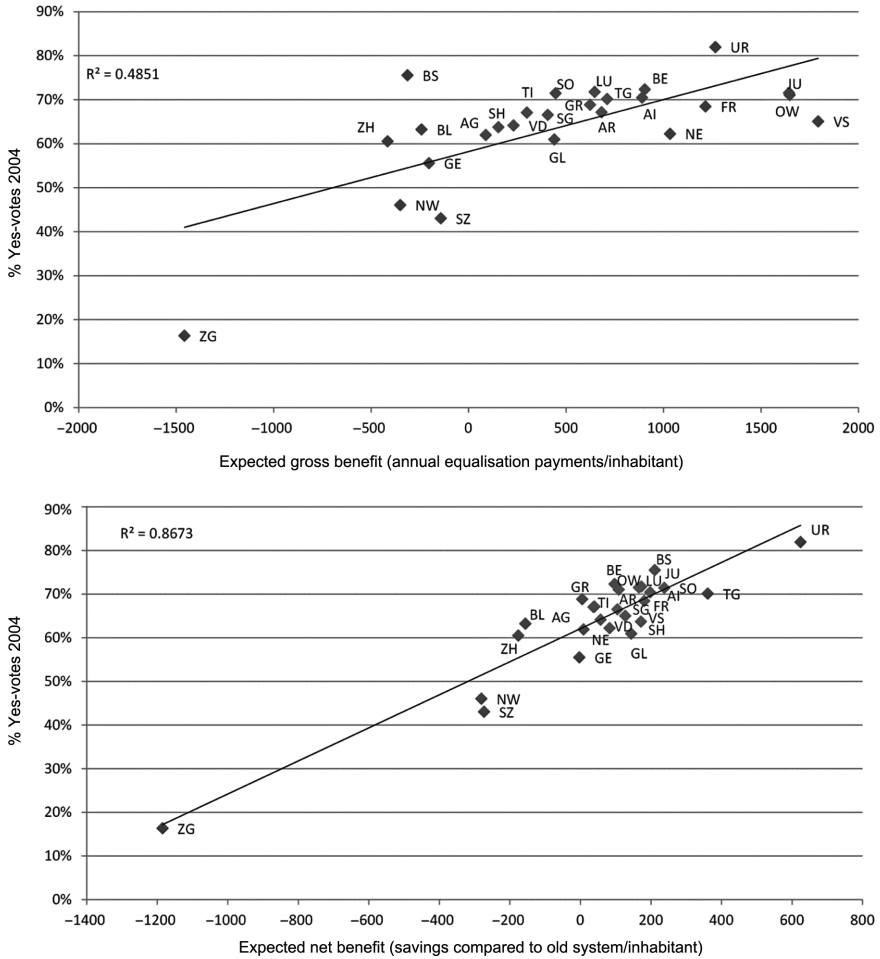 90%
80%
70%
60%
50%
40%
30%
20%
10%
0%
% Yes-votes 2004
R² = 0.4851
UR
BS
BE
LU
JU
SO
TG
TI
GR
AI
FR
OW
SH
SG
AR
VS
AG
VD
NE
ZH
BL
GL
GE
NW
SZ
ZG
−2000 −1500 −1000 −500 0 500 1000 1500 2000
Expected gross benefit (annual equalisation payments/inhabitant)
90%
80%
70%
60%
50%
40%
30%
20%
10%
0%
% Yes-votes 2004
R² = 0.8673
UR
BS
BE
JU
OW
LU
GR
SO
AI
TG
TI
AR
FR
SG
BL
AG
VS
VD
SH
NE
ZH
GE
GL
NW
SZ
ZG
−1400 −1200 −1000 −800 −600 −400 −200 0 200 400 600 800
Expected net benefit (savings compared to old system/inhabitant)